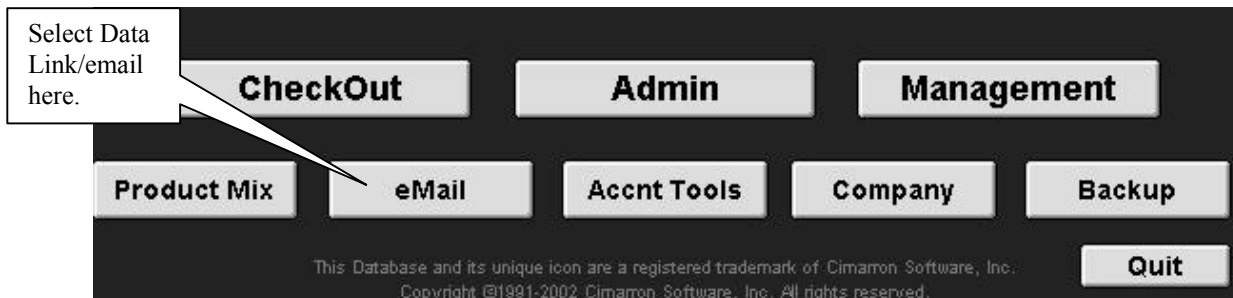 Select Data
Link/email
here.
CheckOut Admin Management
Product Mix eMail Accnt Tools Company Backup
This Database and its unique icon are a registered trademark of Cimarron Software, Inc.
Quit
Copyright ©1991-2002 Cimarron Software, Inc. All rights reserved.